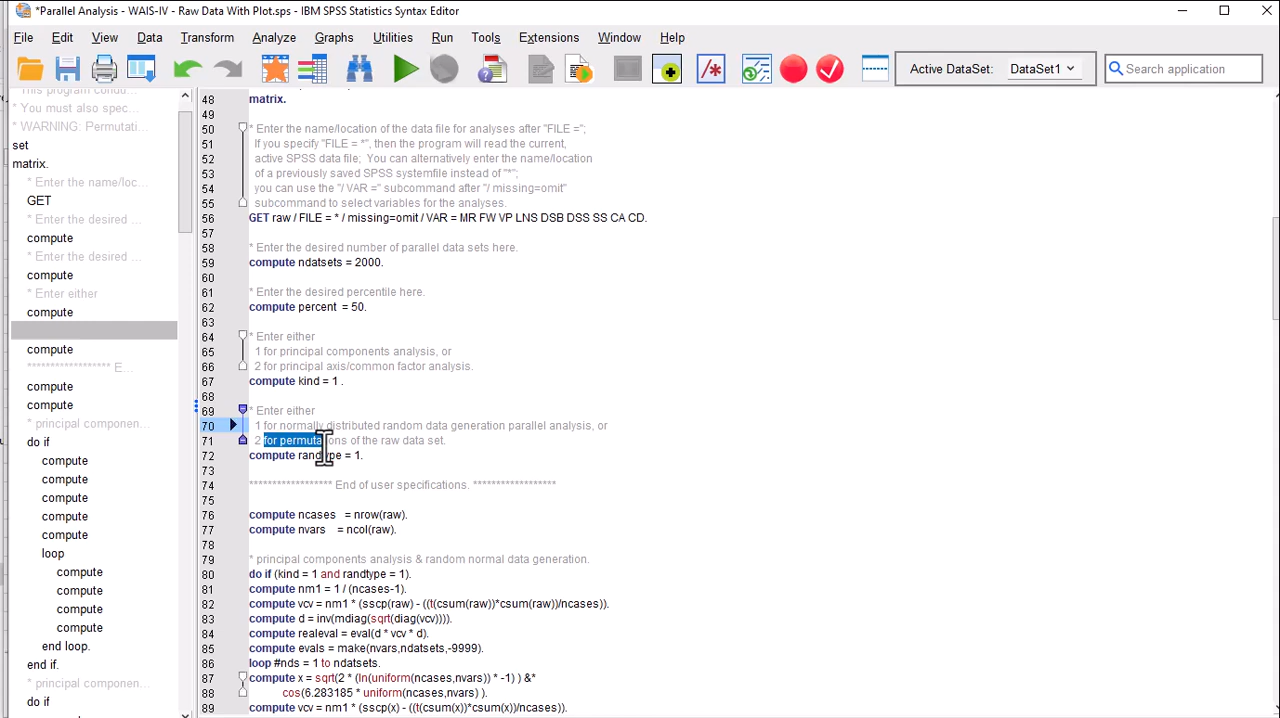 *Parallel Analysis - WAIS-IV - Raw Data With Plot.sps - IBM SPSS Statistics Syntax Editor
File Edit View Data Transform Analyze Graphs Utilities Run Tools Extensions Window Help
Active DataSet: DataSet1 Search application
This program condu...
* You must also spec...
* WARNING: Permutati...
set
matrix.
* Enter the name/loc...
GET
* Enter the desired ...
compute
* Enter the desired ...
compute
* Enter either
compute
compute
****************** E...
compute
compute
* principal componen...
do if
compute
compute
compute
compute
compute
loop
compute
compute
compute
compute
end loop.
end if.
* principal componen...
do if
48 matrix.
49
50 * Enter the name/location of the data file for analyses after "FILE =";
51 If you specify "FILE = *", then the program will read the current,
52 active SPSS data file; You can alternatively enter the name/location
53 of a previously saved SPSS systemfile instead of "*";
54 you can use the "/ VAR =" subcommand after "/ missing=omit"
55 subcommand to select variables for the analyses.
56 GET raw / FILE = * / missing=omit / VAR = MR FW VP LNS DSB DSS SS CA CD.
57
58 * Enter the desired number of parallel data sets here.
59 compute ndatsets = 2000.
60
61 * Enter the desired percentile here.
62 compute percent = 50.
63
64 * Enter either
65 1 for principal components analysis, or
66 2 for principal axis/common factor analysis.
67 compute kind = 1 .
68
69 * Enter either
70 1 for normally distributed random data generation parallel analysis, or
71 2 for permutations of the raw data set.
72 compute randtype = 1.
73
74 ***************** End of user specifications. ******************
75
76 compute ncases = nrow(raw).
77 compute nvars = ncol(raw).
78
79 * principal components analysis & random normal data generation.
80 do if (kind = 1 and randtype = 1).
81 compute nm1 = 1 / (ncases-1).
82 compute vcv = nm1 * (sscp(raw) - ((t(csum(raw))*csum(raw))/ncases)).
83 compute d = inv(mdiag(sqrt(diag(vcv)))).
84 compute realeval = eval(d * vcv * d).
85 compute evals = make(nvars,ndatsets,-9999).
86 loop #nds = 1 to ndatsets.
87 compute x = sqrt(2 * (ln(uniform(ncases,nvars)) * -1) ) &*
88 cos(6.283185 * uniform(ncases,nvars) ).
89 compute vcv = nm1 * (sscp(x) - ((t(csum(x))*csum(x))/ncases)).